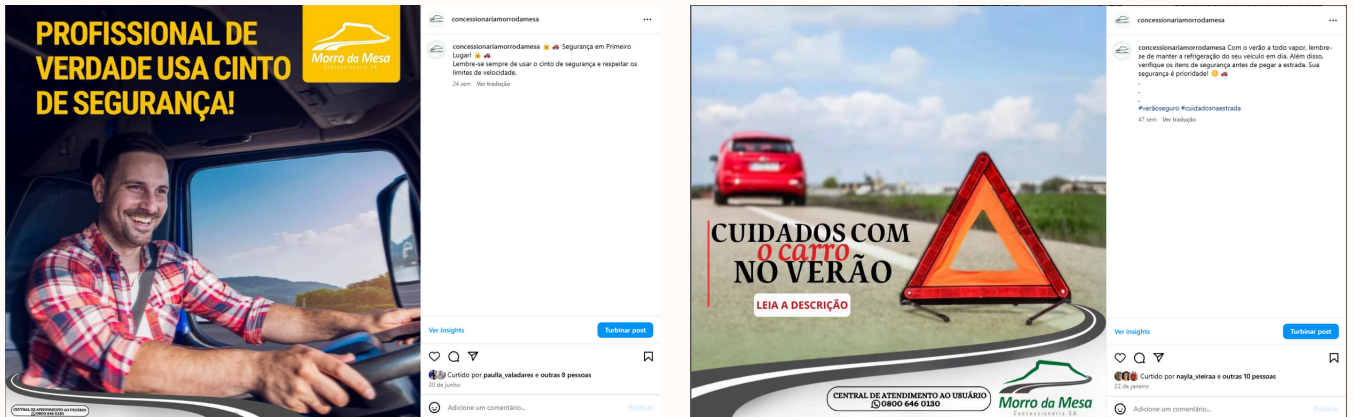 PROFISSIONAL DE
VERDADE USA CINTO
DE SEGURANÇA!
Morro da Mesa
Concessionária SA
CENTRAL DE ATENDIMENTO AO USUÁRIO
0800 646 0130
concessionariamorrodamesa
concessionariamorrodamesa 🔒 🚗 Segurança em Primeiro
Lugar! 🔒 🚗
Lembre-se sempre de usar o cinto de segurança e respeitar os
limites de velocidade.
24 sem Ver tradução
Ver insights
Turbinar post
Curtido por paulla_valadares e outras 8 pessoas
30 de junho
Adicione um comentário...
Publicar
CUIDADOS COM
o carro
NO VERÃO
LEIA A DESCRIÇÃO
CENTRAL DE ATENDIMENTO AO USUÁRIO
0800 646 0130
Morro da Mesa
Concessionária SA
concessionariamorrodamesa
concessionariamorrodamesa Com o verão a todo vapor, lembre-
se de manter a refrigeração do seu veículo em dia. Além disso,
verifique os itens de segurança antes de pegar a estrada. Sua
segurança é prioridade! 🌞 🚗
.
.
.
#verãoseguro #cuidadosnaestrada
47 sem Ver tradução
Ver insights
Turbinar post
Curtido por nayla_vieiraa e outras 10 pessoas
22 de janeiro
Adicione um comentário...
Publicar